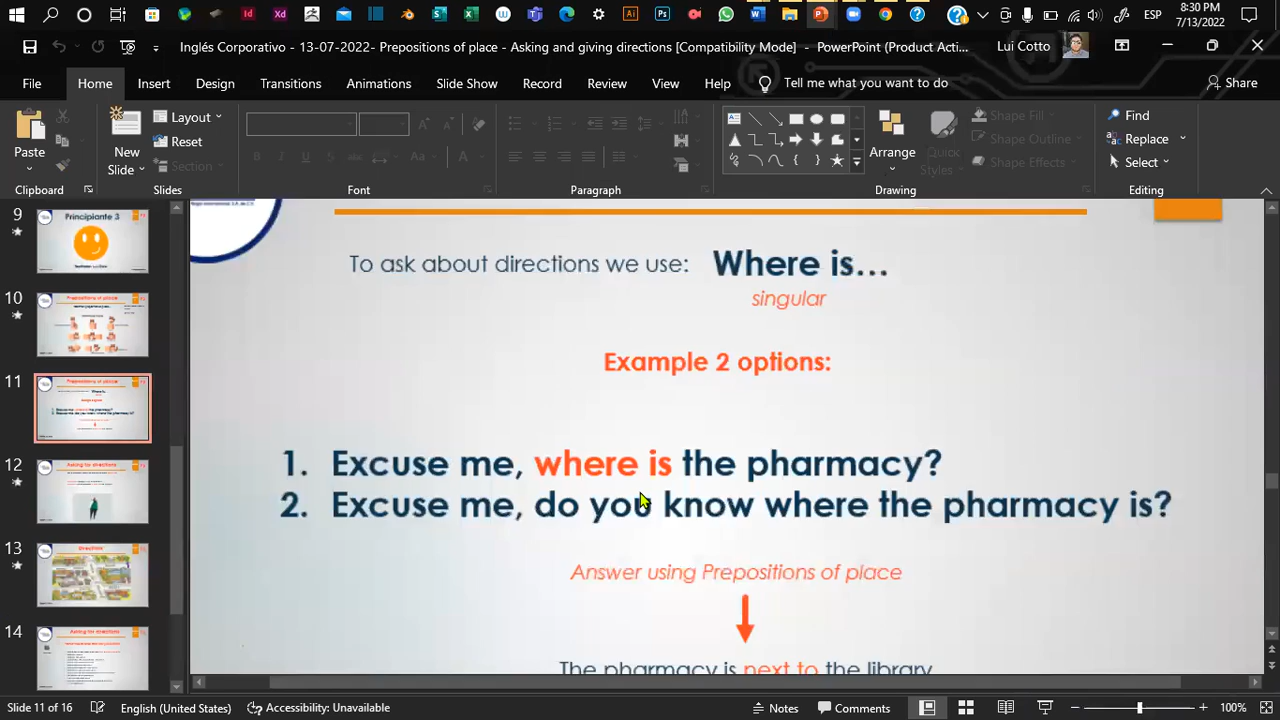 8:30 PM
ESP
7/13/2022
Inglés Corporativo - 13-07-2022- Prepositions of place - Asking and giving directions [Compatibility Mode] - PowerPoint (Product Acti...
Lui Cotto
File Home Insert Design Slide Show Transitions Animations Record Review View Help Tell me what you want to do Share
Paste
New Slide
Layout
Reset
Section
Shape Fill
Shape Outline
Shape Effects
Arrange
Quick Styles
Find
Replace
Select
Clipboard Slides Font Paragraph Drawing Editing
9
Principiante 3
10
Prepositions of place
11
Prepositions of place
12
Asking for directions
13
Directions
Asking for directions
To ask about directions we use: Where is...
singular
Example 2 options:
1. Excuse me, where is the pharmacy?
2. Excuse me, do you know where the pharmacy is?
Answer using Prepositions of place
The pharmacy is next to the library
Slide 11 of 16 English (United States) Accessibility: Unavailable Notes Comments 100%